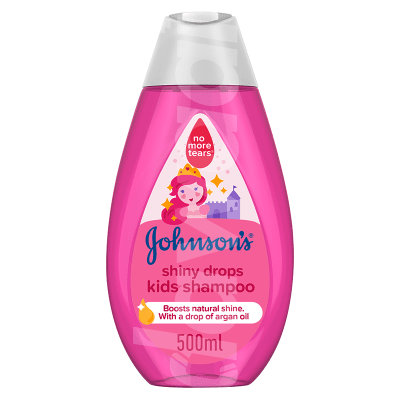 no
more
tears
Johnson's
shiny drops
kids shampoo
Boosts natural shine.
With a drop of argan oil
500ml